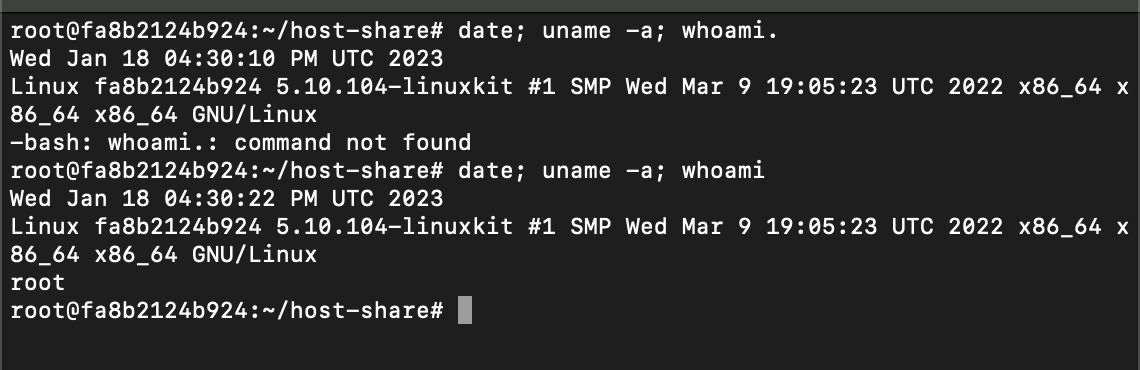 root@fa8b2124b924:~/host-share# date; uname -a; whoami.
Wed Jan 18 04:30:10 PM UTC 2023
Linux fa8b2124b924 5.10.104-linuxkit #1 SMP Wed Mar 9 19:05:23 UTC 2022 x86_64 x
86_64 x86_64 GNU/Linux
-bash: whoami.: command not found
root@fa8b2124b924:~/host-share# date; uname -a; whoami
Wed Jan 18 04:30:22 PM UTC 2023
Linux fa8b2124b924 5.10.104-linuxkit #1 SMP Wed Mar 9 19:05:23 UTC 2022 x86_64 x
86_64 x86_64 GNU/Linux
root
root@fa8b2124b924:~/host-share#